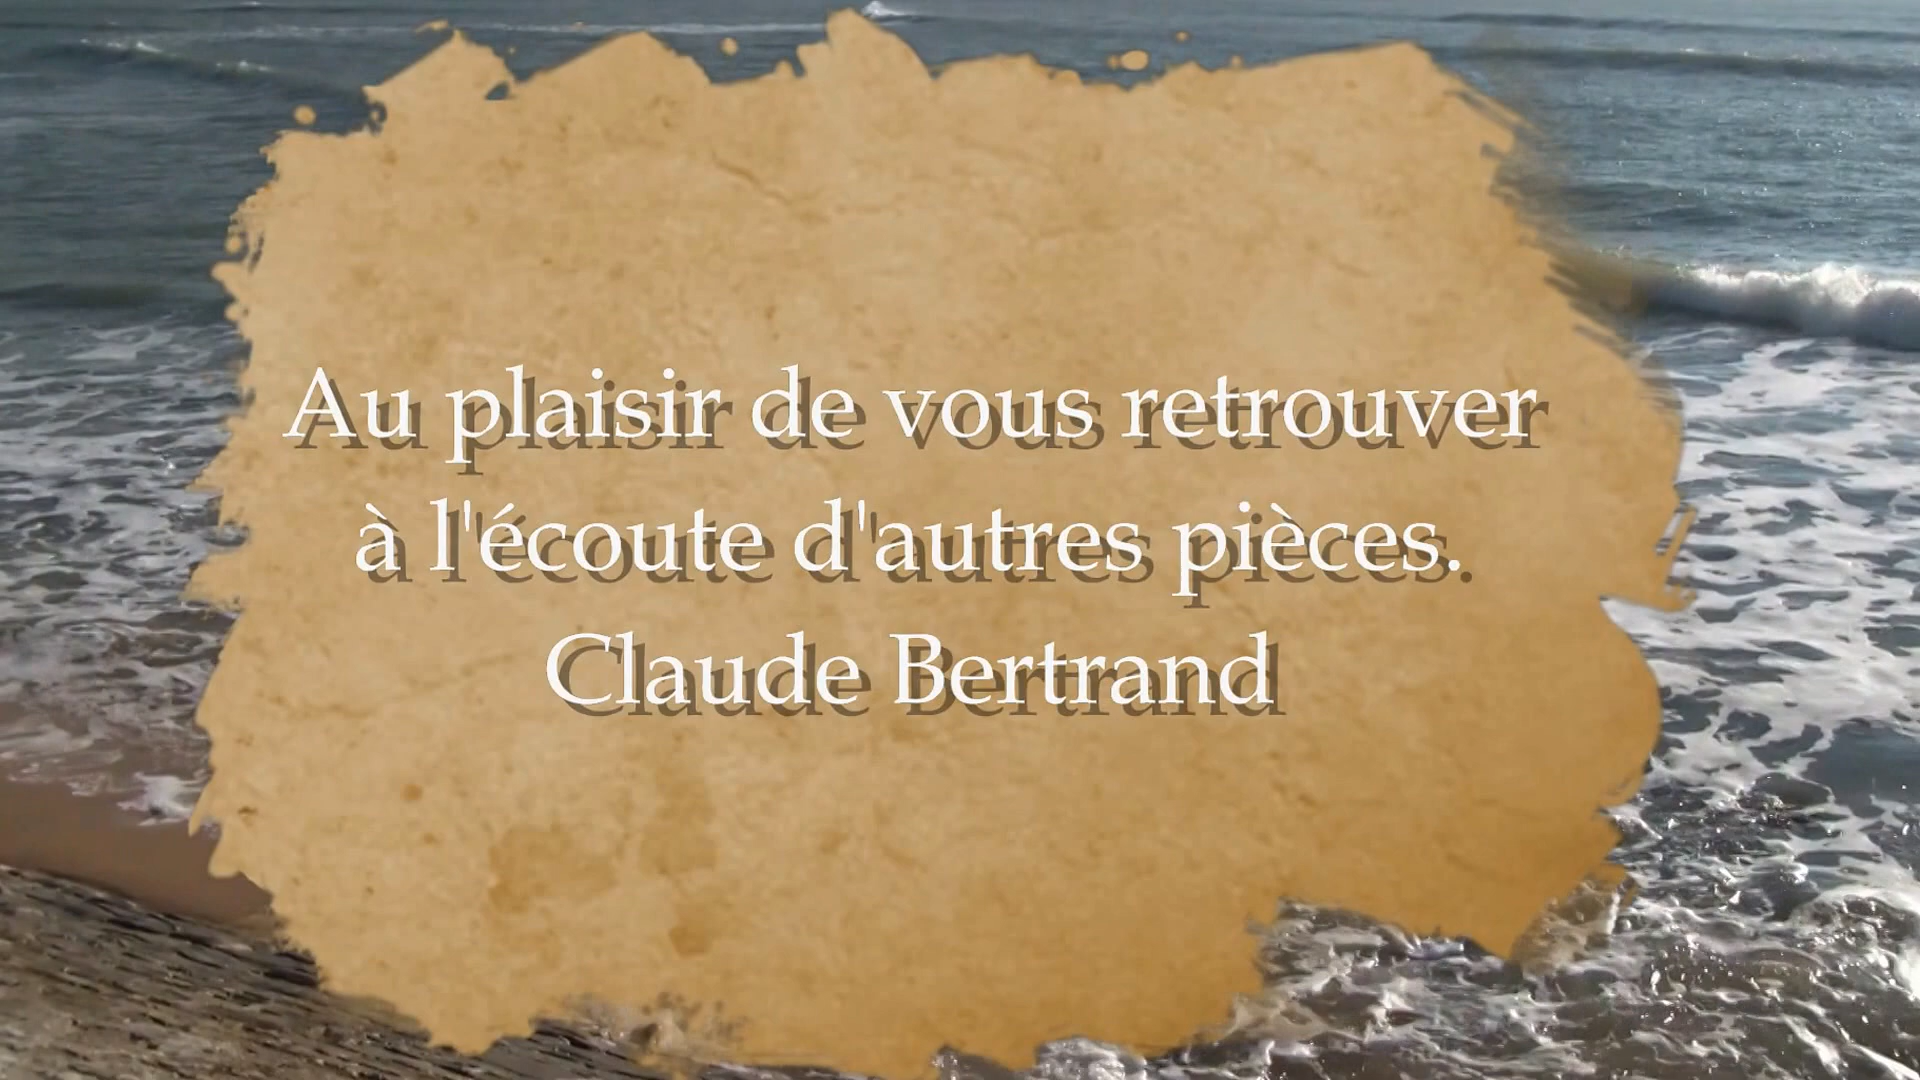 Au plaisir de vous retrouver
à l'écoute d'autres pièces.
Claude Bertrand